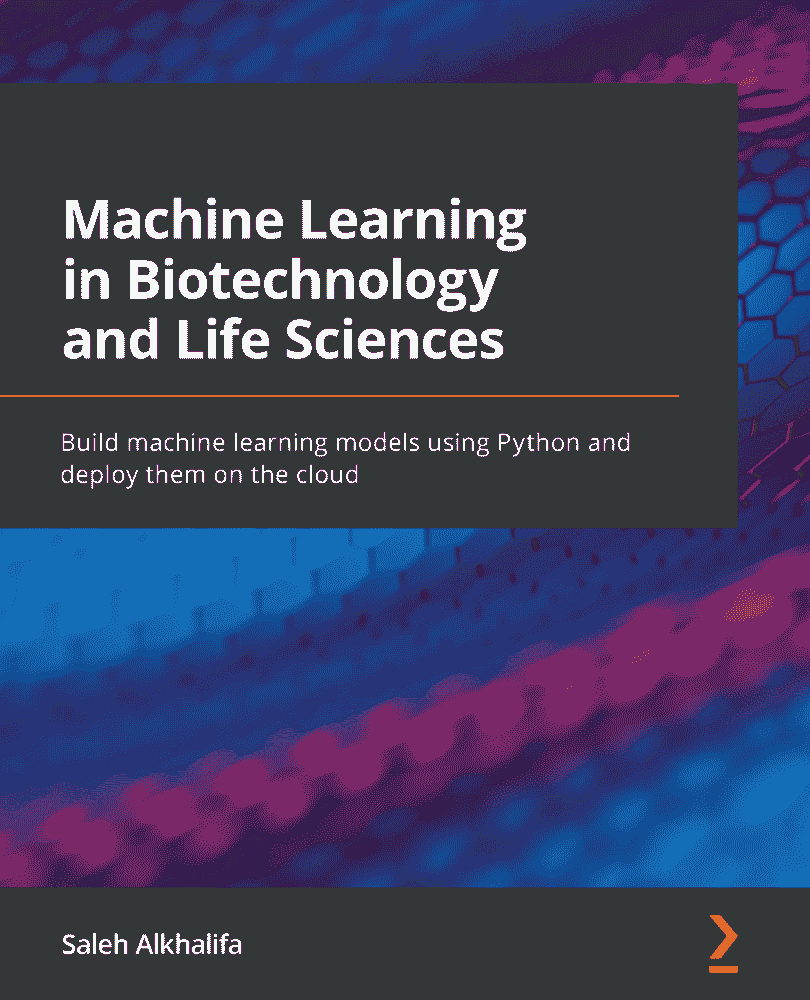 Machine Learning
in Biotechnology
and Life Sciences
Build machine learning models using Python and
deploy them on the cloud
Saleh Alkhalifa